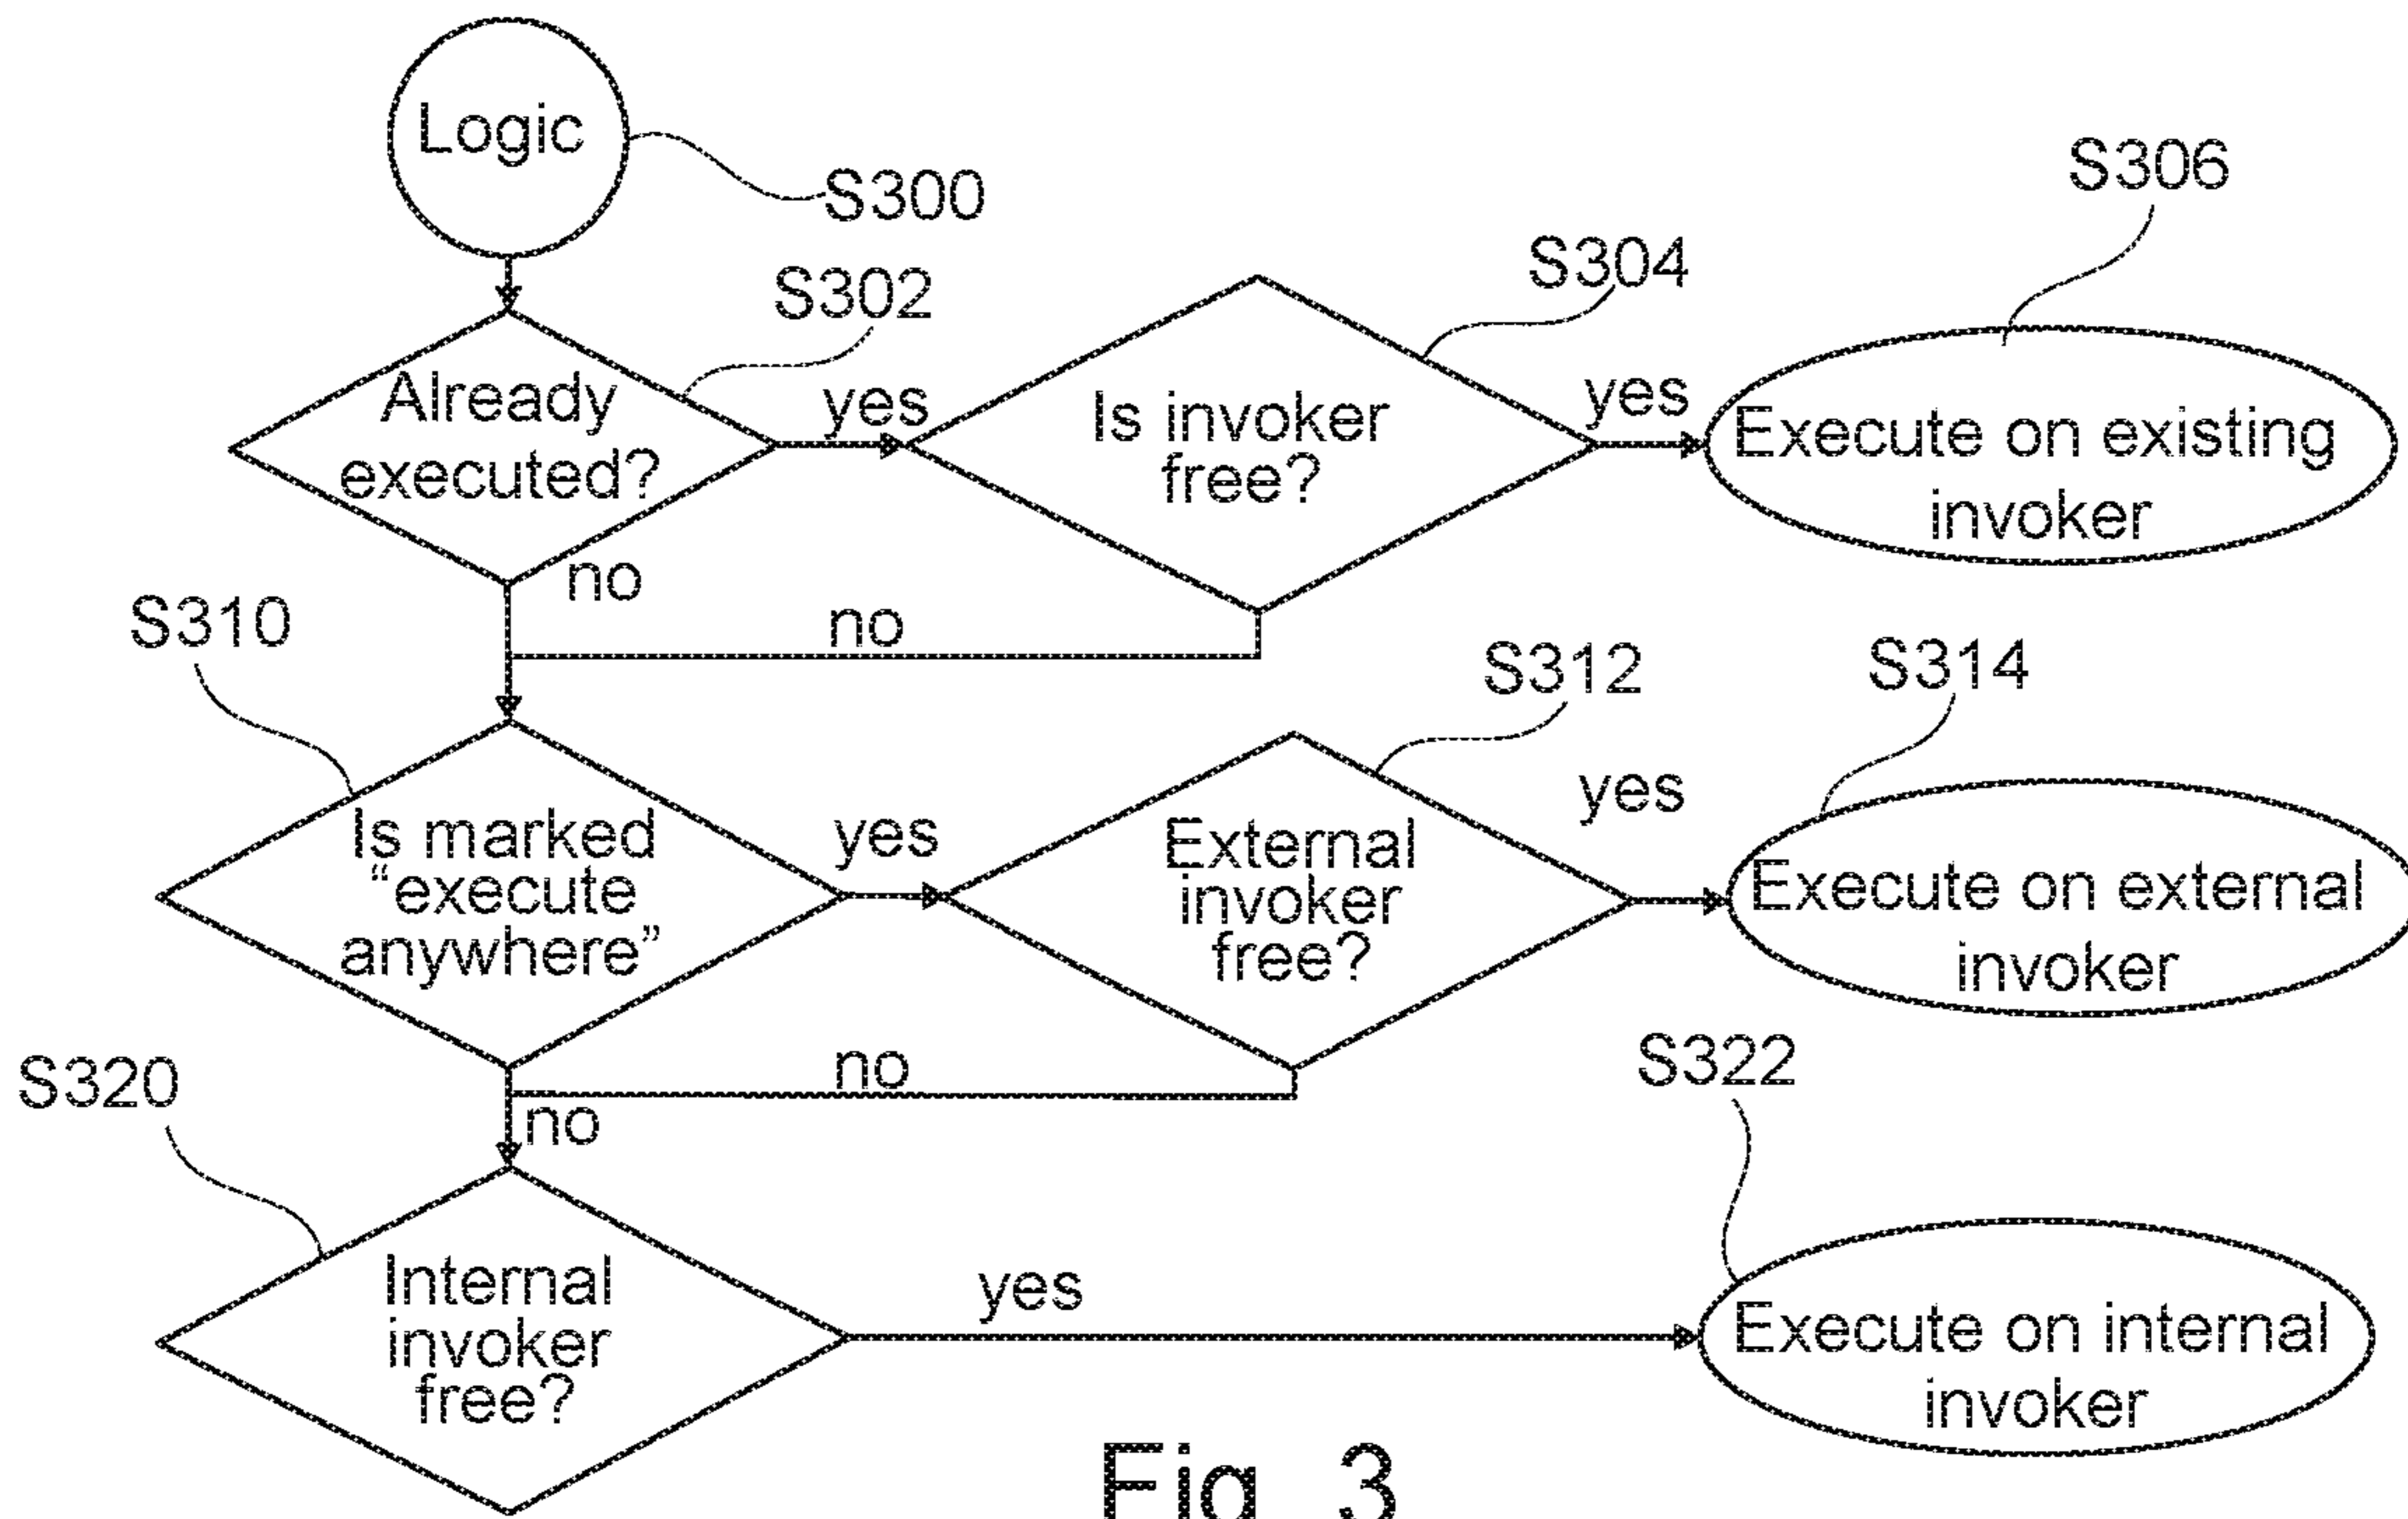 Logic
S300
S302
S304
S306
Already
executed?
yes
Is invoker
free?
yes
Execute on existing
invoker
no
no
S310
S312
S314
Is marked
“execute
anywhere”
yes
External
invoker
free?
yes
Execute on external
invoker
no
no
S320
S322
Internal
invoker
free?
yes
Execute on internal
invoker
Fig. 3